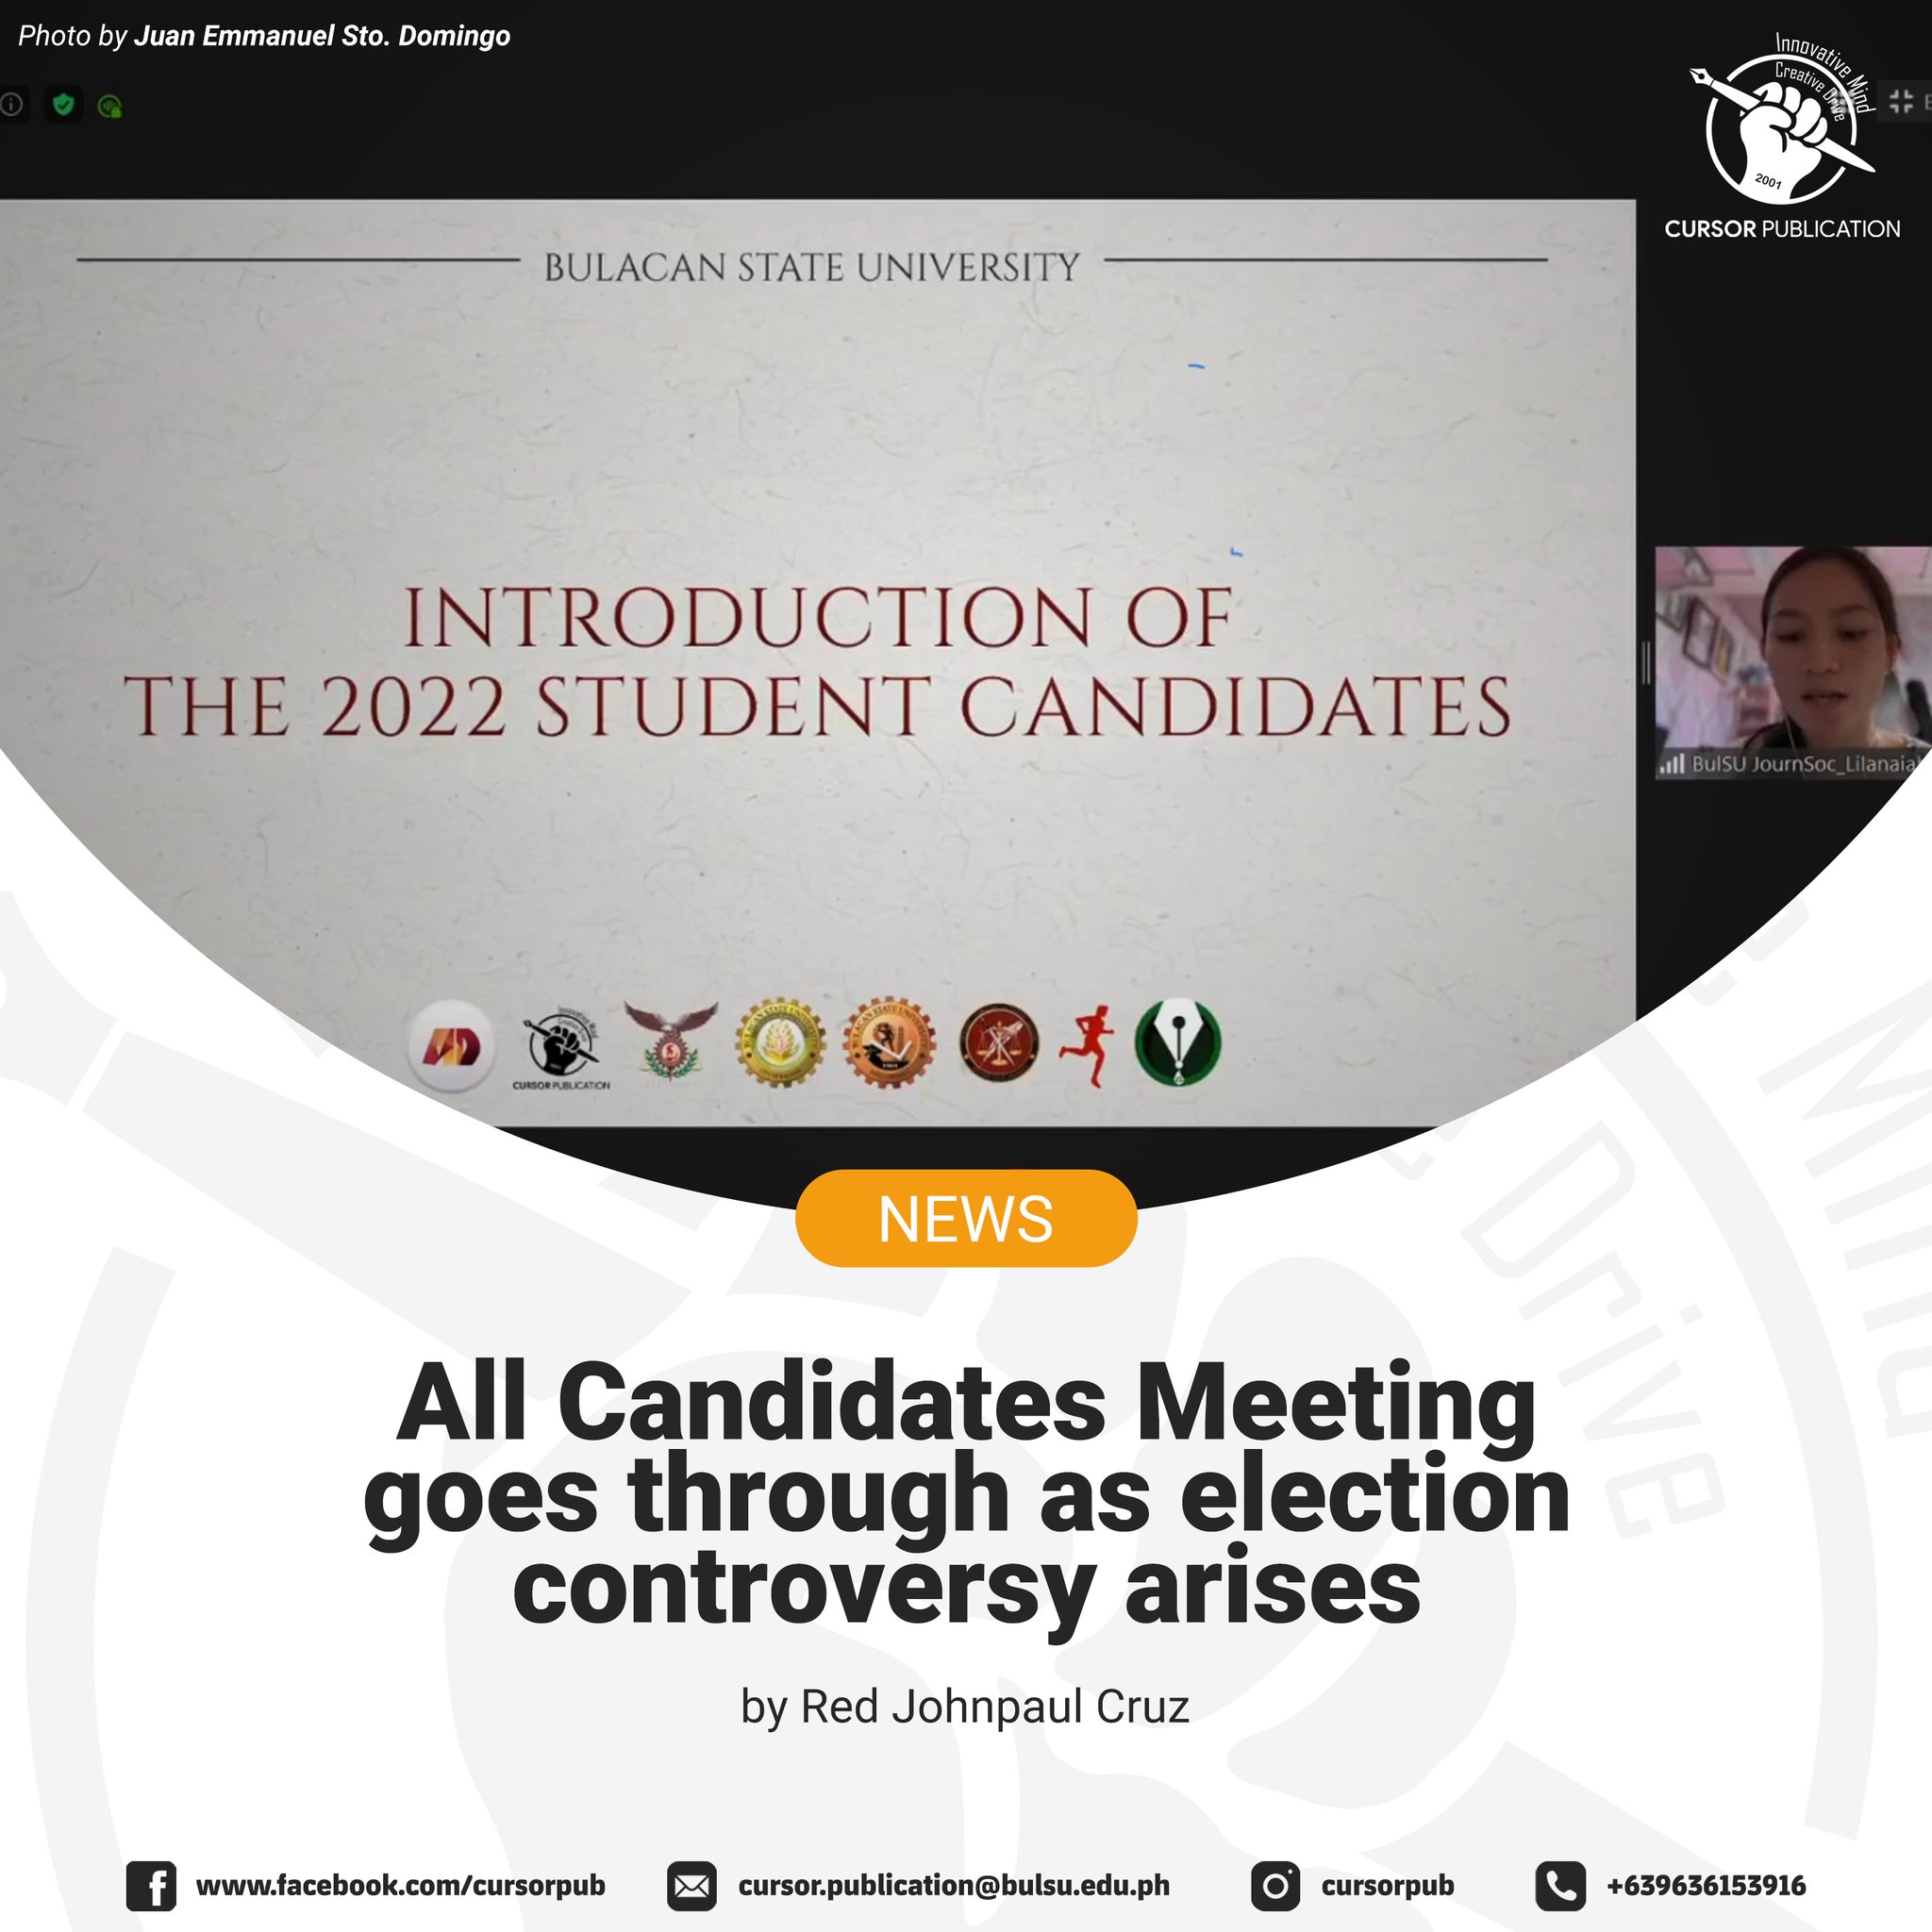 Photo by Juan Emmanuel Sto. Domingo
Innovative Mind
Creative Drive
2001
CURSOR PUBLICATION
BULACAN STATE UNIVERSITY
INTRODUCTION OF
THE 2022 STUDENT CANDIDATES
BulSU JournSoc_Lilanaia
CURSOR PUBLICATION
NEWS
All Candidates Meeting
goes through as election
controversy arises
by Red Johnpaul Cruz
www.facebook.com/cursorpub
cursor.publication@bulsu.edu.ph
cursorpub
+639636153916